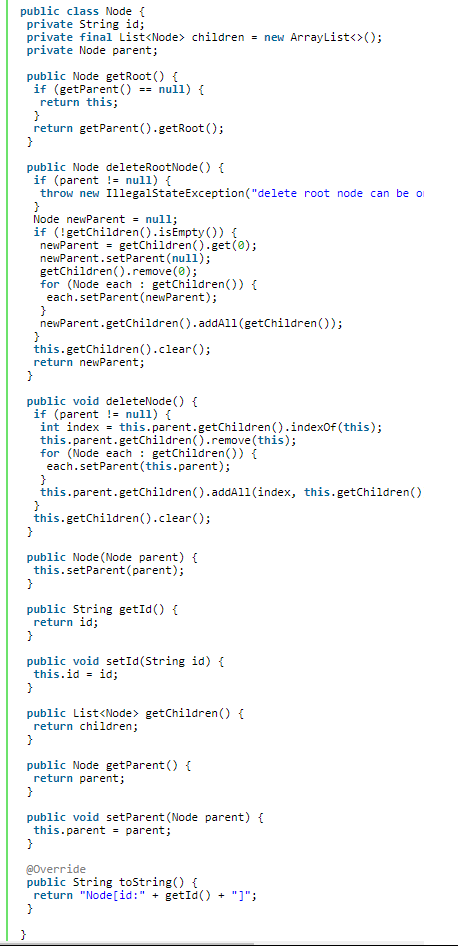 public class Node {
private String id;
private final List<Node> children = new ArrayList<>();
private Node parent;
public Node getRoot() {
if (getParent() == null) {
return this;
}
return getParent().getRoot();
}
public Node deleteRootNode() {
if (parent != null) {
throw new IllegalStateException("delete root node can be
}
Node newParent = null;
if (!getChildren().isEmpty()) {
newParent = getChildren().get(0);
newParent.setParent(null);
getChildren().remove(0);
for (Node each : getChildren()) {
each.setParent(newParent);
}
newParent.getChildren().addAll(getChildren());
}
this.getChildren().clear();
return newParent;
}
public void deleteNode() {
if (parent != null) {
int index = this.parent.getChildren().indexOf(this);
this.parent.getChildren().remove(this);
for (Node each : getChildren()) {
each.setParent(this.parent);
}
this.parent.getChildren().addAll(index, this.getChildren()
}
this.getChildren().clear();
}
public Node(Node parent) {
this.setParent(parent);
}
public String getId() {
return id;
}
public void setId(String id) {
this.id = id;
}
public List<Node> getChildren() {
return children;
}
public Node getParent() {
return parent;
}
public void setParent(Node parent) {
this.parent = parent;
}
@Override
public String toString() {
return "Node[id:" + getId() + "]";
}
}